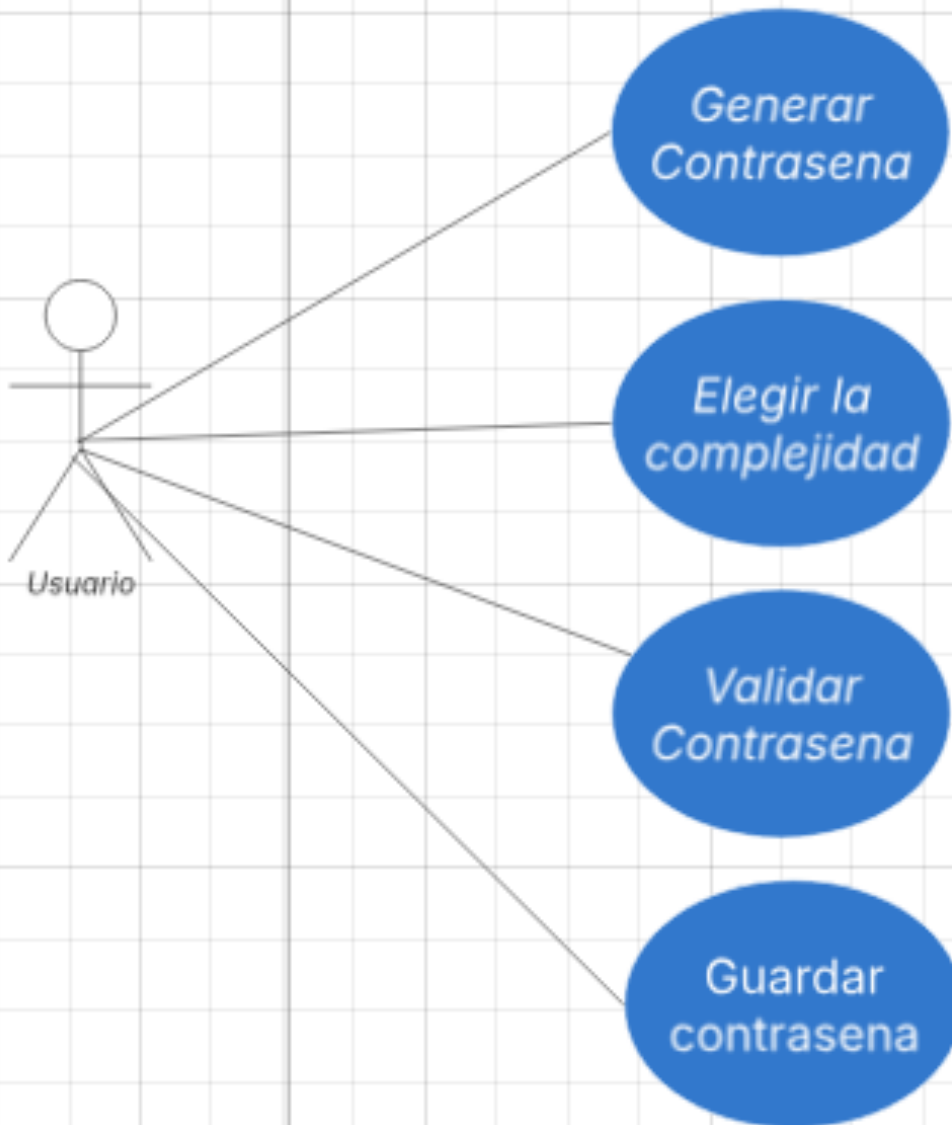 Generar
Contrasena
Elegir la
complejidad
Usuario
Validar
Contrasena
Guardar
contrasena